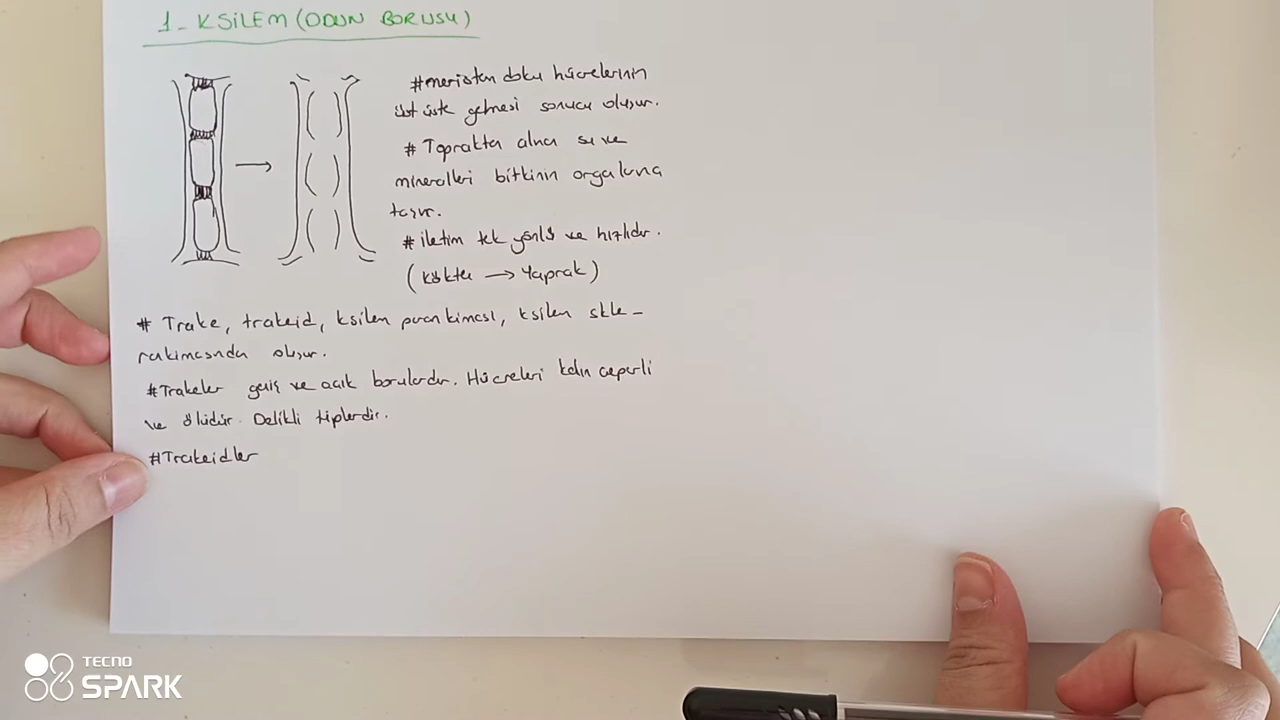 1- KSİLEM (ODUN BORUSU)
#meristem doku hücrelerinin
üst üste gelmesi sonucu oluşur.
# Topraktan alınan su ve
mineralleri bitkinin organlarına
taşır.
# iletim tek yönlü ve hızlıdır.
(Kökten → Yaprak)
# Trake, trakeid, ksilem parankiması, ksilem skle-
rankimasından oluşur.
#Trakeler geniş ve açık borulardır. Hücreleri kalın çeperli
ve ölüdür. Delikli tiplerdir.
#Trakeidler
TECNO
SPARK